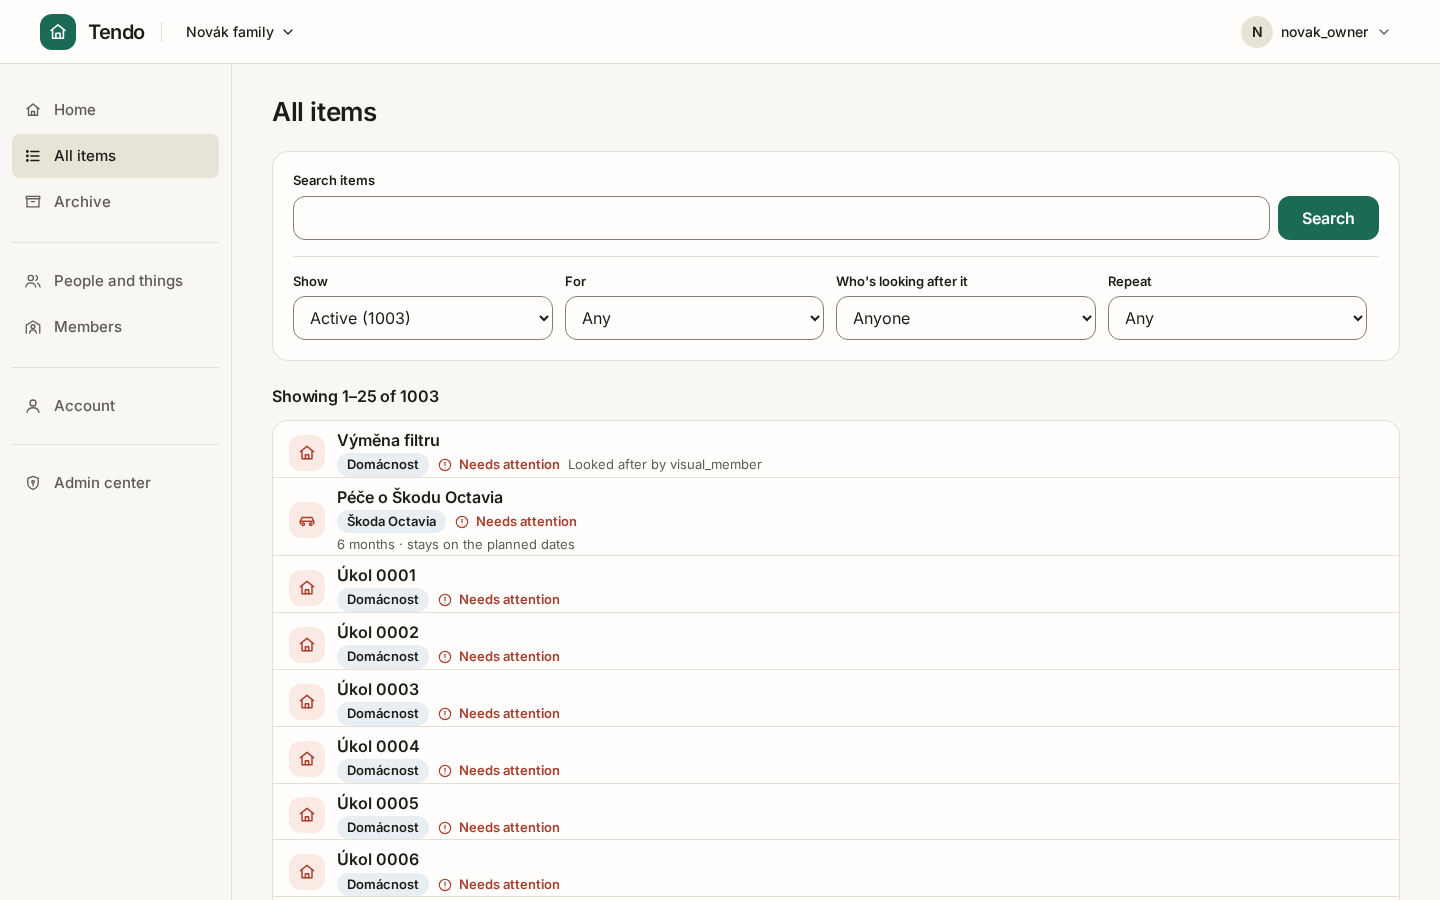 Tendo
Novák family
N
novak_owner
Home
All items
Archive
People and things
Members
Account
Admin center
All items
Search items
Search
Show
For
Who's looking after it
Repeat
Active (1003)
Any
Anyone
Any
Showing 1–25 of 1003
Výměna filtru
Domácnost Needs attention Looked after by visual_member
Péče o Škodu Octavia
Škoda Octavia Needs attention
6 months · stays on the planned dates
Úkol 0001
Domácnost Needs attention
Úkol 0002
Domácnost Needs attention
Úkol 0003
Domácnost Needs attention
Úkol 0004
Domácnost Needs attention
Úkol 0005
Domácnost Needs attention
Úkol 0006
Domácnost Needs attention